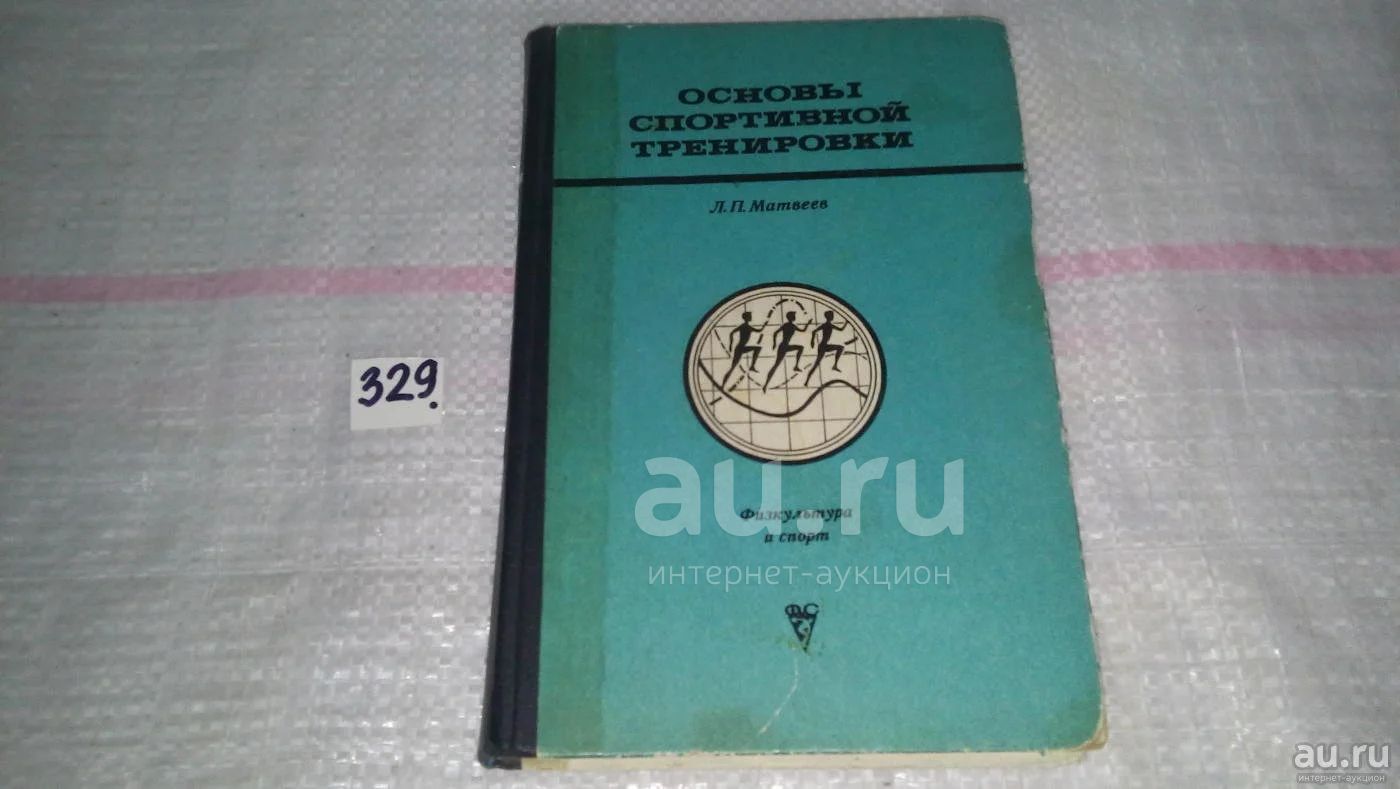 ОСНОВЫ
СПОРТИВНОЙ
ТРЕНИРОВКИ
Л. П. Матвеев
329.
au.ru
Физкультура
и спорт
интернет-аукцион
ФС
au.ru
интернет-аукцион